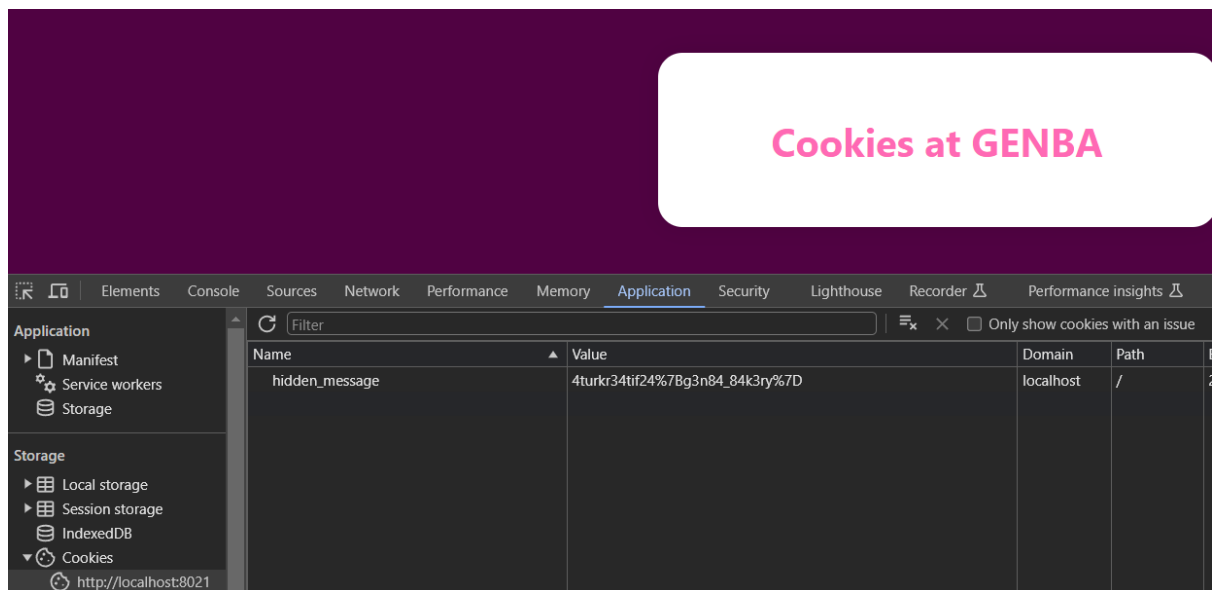 Cookies at GENBA
Elements Console Sources Network Performance Memory Application Security Lighthouse Recorder Performance insights
Application
Filter
Only show cookies with an issue
Manifest
Service workers
Storage
Name Value Domain Path
hidden_message 4turkr34tif24%7Bg3n84_84k3ry%7D localhost /
Storage
Local storage
Session storage
IndexedDB
Cookies
http://localhost:8021